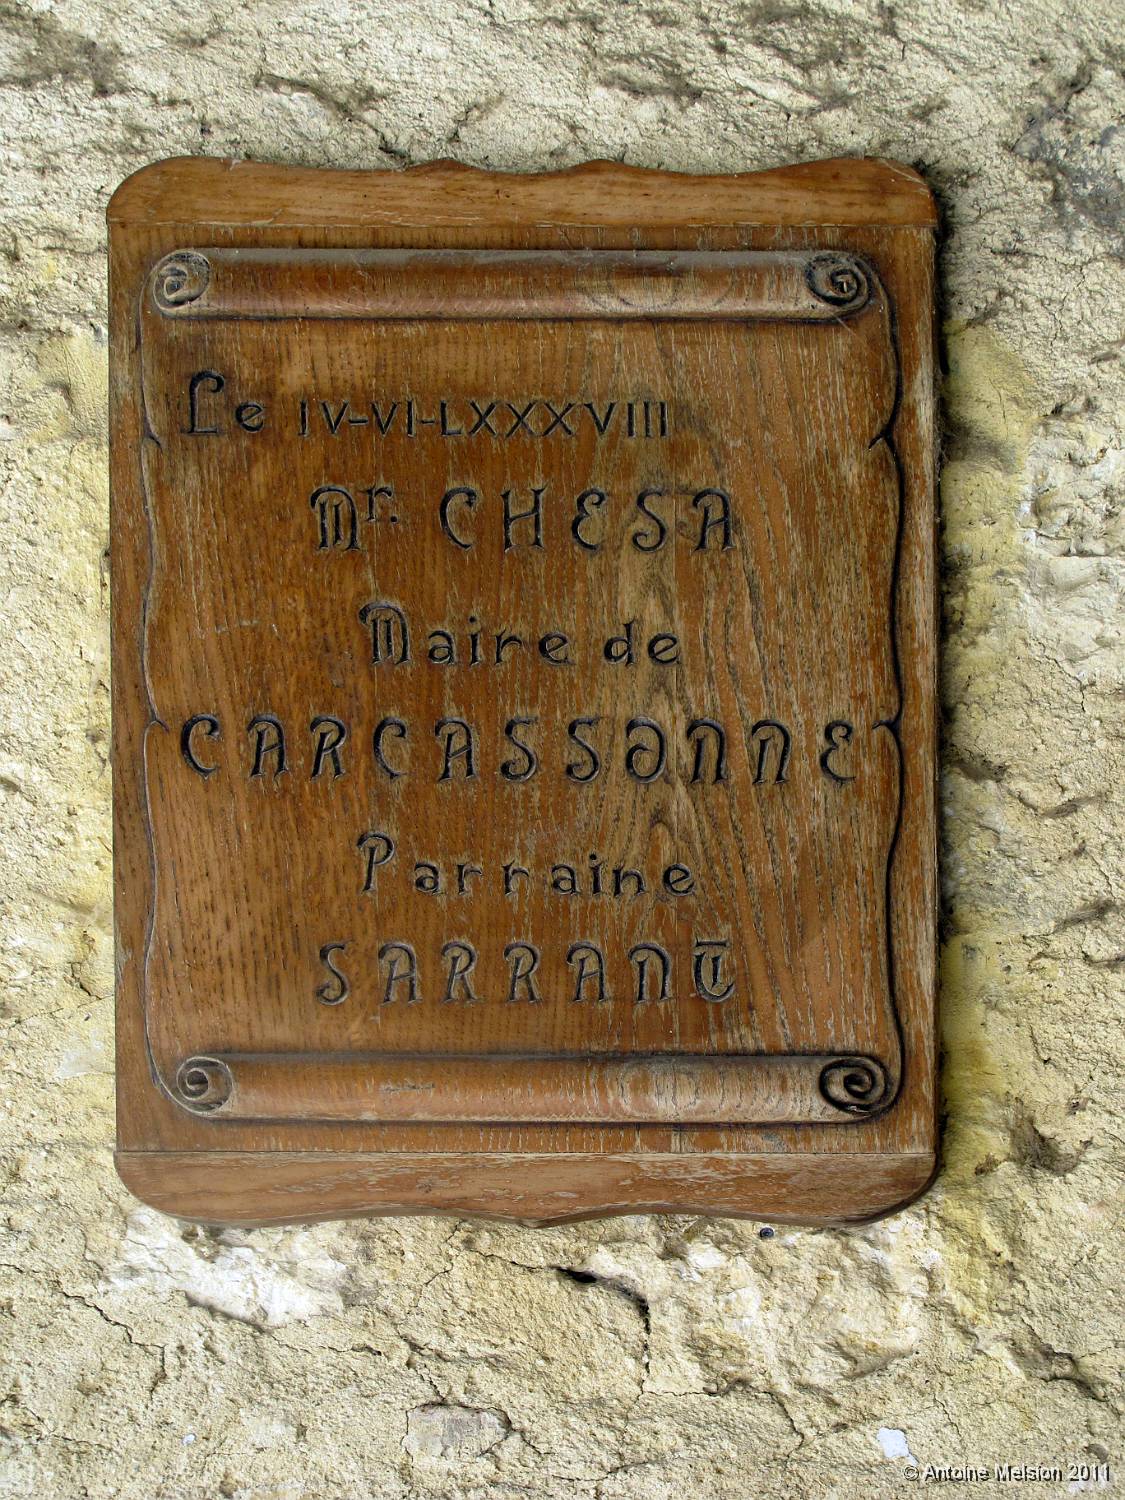 Le IV-VI-LXXXVIII
Mr. CHESA
Maire de
CARCASSONNE
Parraine
SARRANT
© Antoine Melsion 2011